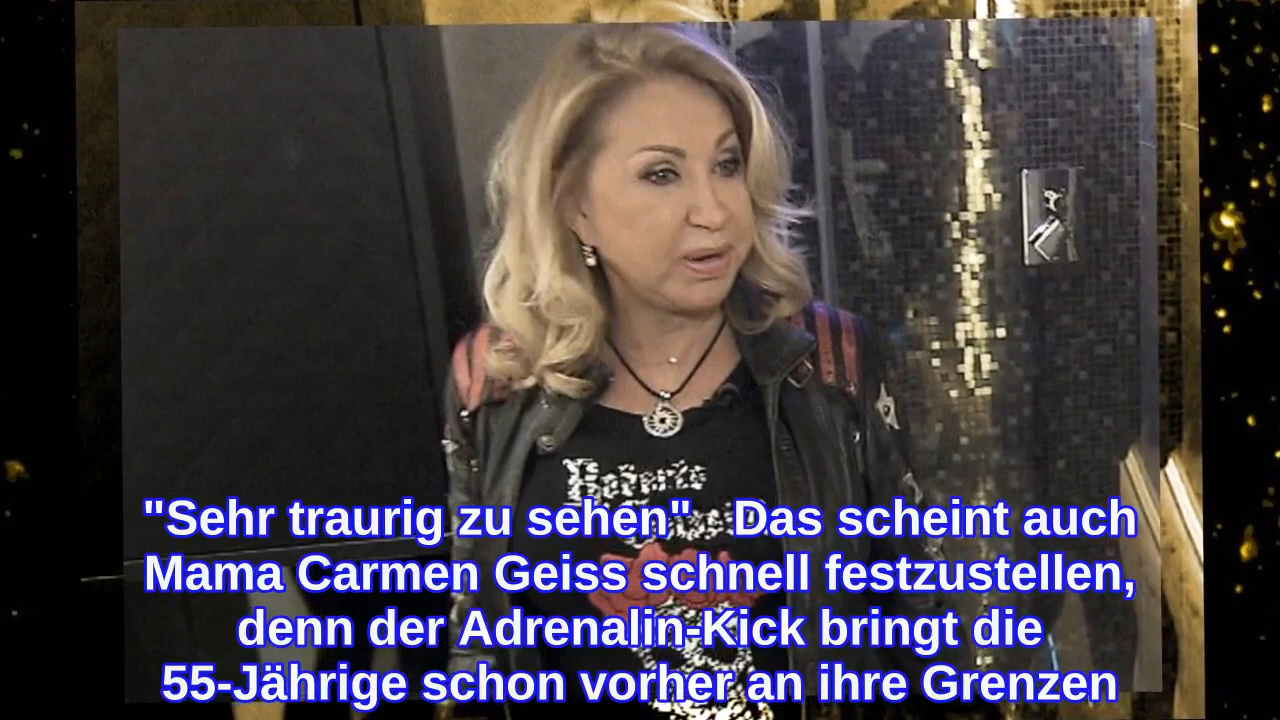 "Sehr traurig zu sehen"   Das scheint auch
Mama Carmen Geiss schnell festzustellen,
denn der Adrenalin-Kick bringt die
55-Jährige schon vorher an ihre Grenzen